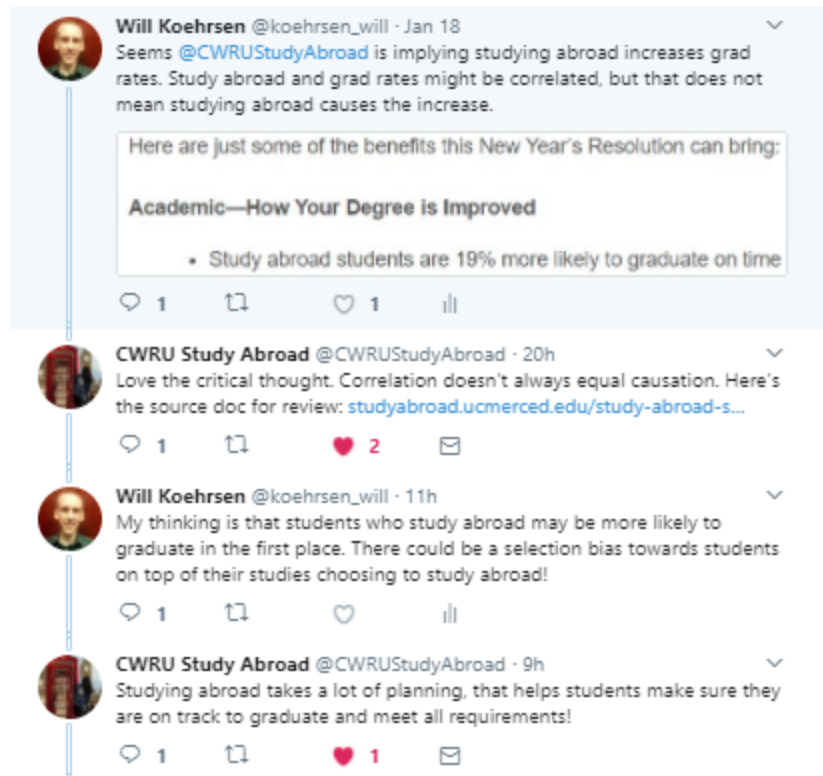 Will Koehrsen @koehrsen_will · Jan 18
Seems @CWRUStudyAbroad is implying studying abroad increases grad
rates. Study abroad and grad rates might be correlated, but that does not
mean studying abroad causes the increase.
Here are just some of the benefits this New Year's Resolution can bring:
Academic—How Your Degree is Improved
• Study abroad students are 19% more likely to graduate on time
1 1
CWRU Study Abroad @CWRUStudyAbroad · 20h
Love the critical thought. Correlation doesn't always equal causation. Here's
the source doc for review: studyabroad.ucmerced.edu/study-abroad-s...
1 2
Will Koehrsen @koehrsen_will · 11h
My thinking is that students who study abroad may be more likely to
graduate in the first place. There could be a selection bias towards students
on top of their studies choosing to study abroad!
1
CWRU Study Abroad @CWRUStudyAbroad · 9h
Studying abroad takes a lot of planning, that helps students make sure they
are on track to graduate and meet all requirements!
1 1